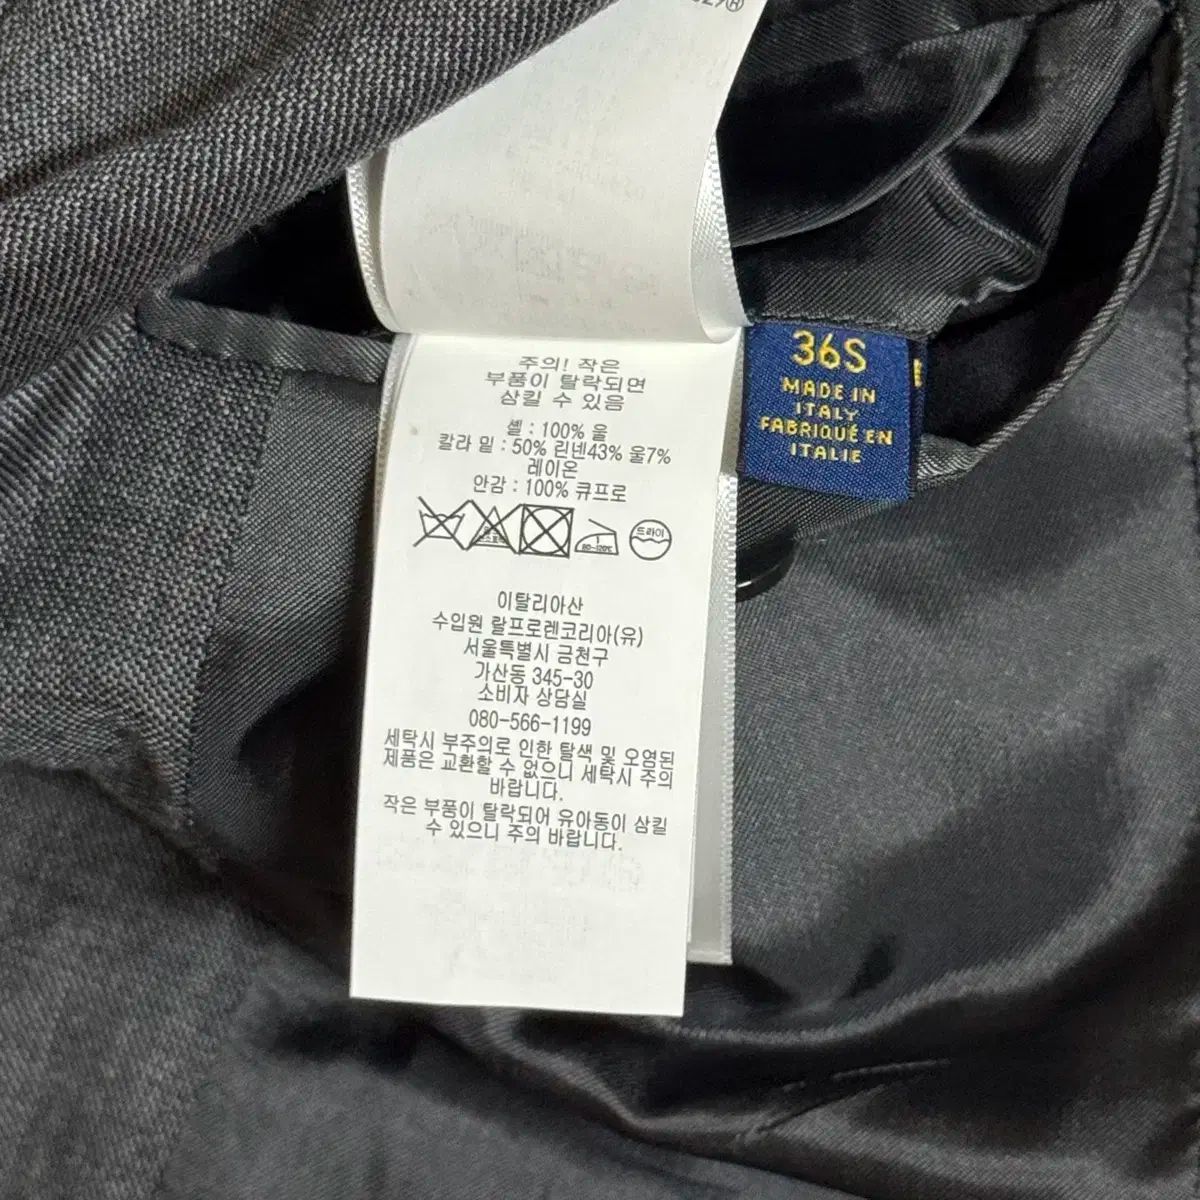 주의! 작은
부품이 탈락되면
삼킬 수 있음
셸 : 100% 울
칼라 밑 : 50% 린넨43% 울7%
레이온
안감 : 100% 큐프로
80~120℃
드라이
이탈리아산
수입원 랄프로렌코리아(유)
서울특별시 금천구
가산동 345-30
소비자 상담실
080-566-1199
세탁시 부주의로 인한 탈색 및 오염된
제품은 교환할 수 없으니 세탁시 주의
바랍니다.
작은 부품이 탈락되어 유아동이 삼킬
수 있으니 주의 바랍니다.
36S
MADE IN
ITALY
FABRIQUÉ EN
ITALIE